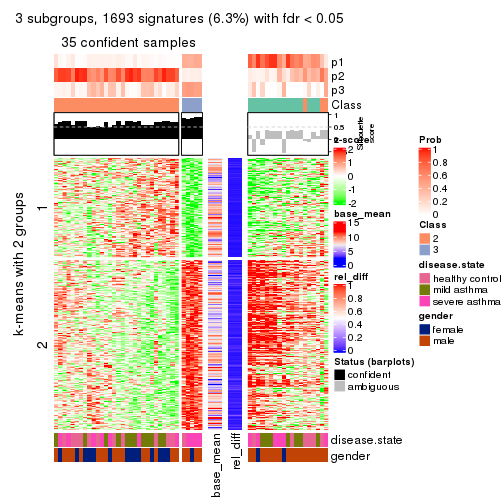 3 subgroups, 1693 signatures (6.3%) with fdr < 0.05
35 confident samples
p1
p2
p3
Class
1
0.5
0
Silhouette
score
z-score
2
1
0
-1
-2
base_mean
15
10
5
0
rel_diff
1
0.8
0.6
0.4
0.2
0
Status (barplots)
confident
ambiguous
Prob
1
0.8
0.6
0.4
0.2
0
Class
2
3
disease.state
healthy control
mild asthma
severe asthma
gender
female
male
k-means with 2 groups
1
2
base_mean
rel_diff
disease.state
gender